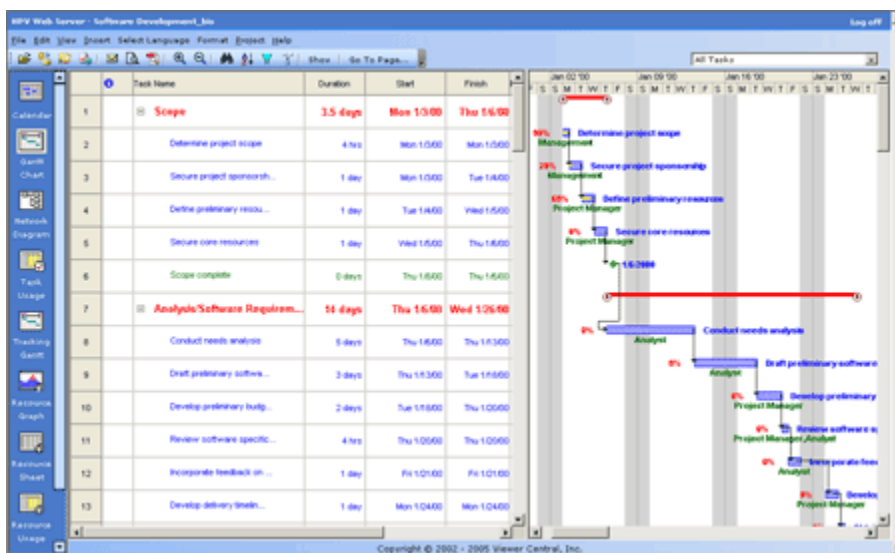 MPV Web Server - Software Development_bis
Log off
File Edit View Insert Select Language Format Project Help
Show Go To Page...
All Tasks
Calendar
Gantt Chart
Network Diagram
Task Usage
Tracking Gantt
Resource Graph
Resource Sheet
Resource Usage
Task Name Duration Start Finish
1 Scope 3.5 days Mon 1/3/00 Thu 1/6/00
2 Determine project scope 4 hrs Mon 1/3/00 Mon 1/3/00
3 Secure project sponsorsh... 1 day Mon 1/3/00 Tue 1/4/00
4 Define preliminary resou... 1 day Tue 1/4/00 Wed 1/5/00
5 Secure core resources 1 day Wed 1/5/00 Thu 1/6/00
6 Scope complete 0 days Thu 1/6/00 Thu 1/6/00
7 Analysis/Software Requirem... 14 days Thu 1/6/00 Wed 1/26/00
8 Conduct needs analysis 5 days Thu 1/6/00 Thu 1/13/00
9 Draft preliminary softwa... 3 days Thu 1/13/00 Tue 1/18/00
10 Develop preliminary budg... 2 days Tue 1/18/00 Thu 1/20/00
11 Review software specific... 4 hrs Thu 1/20/00 Thu 1/20/00
12 Incorporate feedback on ... 1 day Fri 1/21/00 Fri 1/21/00
13 Develop delivery timelin... 1 day Mon 1/24/00 Mon 1/24/00
Jan 02 '00 Jan 09 '00 Jan 16 '00 Jan 23 '00
F S S M T W T F S S M T W T F S S M T W T F S S M T W T
Determine project scope
Management
Secure project sponsorship
Management
Define preliminary resources
Project Manager
0% Secure core resources
Project Manager
1/6/2000
0% Conduct needs analysis
Analyst
0% Draft preliminary software
Analyst
0% Develop preliminary
Project Manager
0% Review software s
Project Manager,Analyst
0% Incorporate fee
Analyst
0% Develo
Project Manager
Copyright © 2002 - 2005 Viewer Central, Inc.